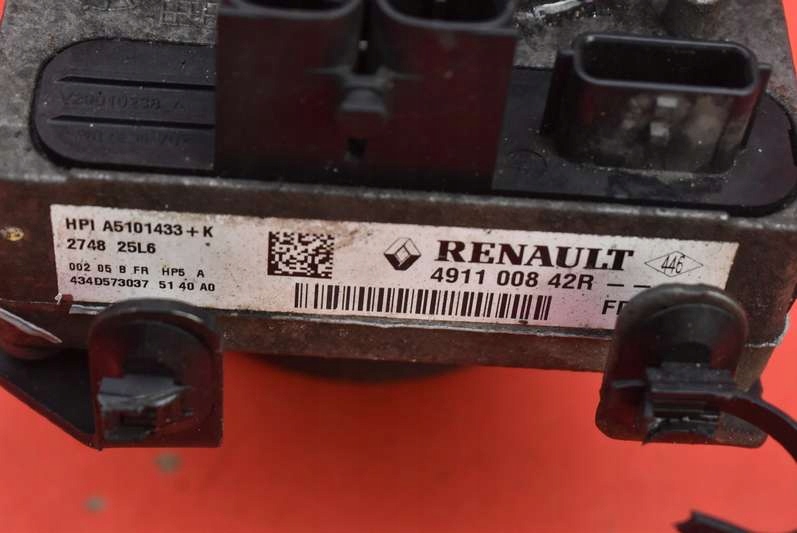 HPI A5101433+K
2748 25L6
002 05 B FR HP5 A
434D573037 51 40 A0
RENAULT
4911 008 42R -- 
446